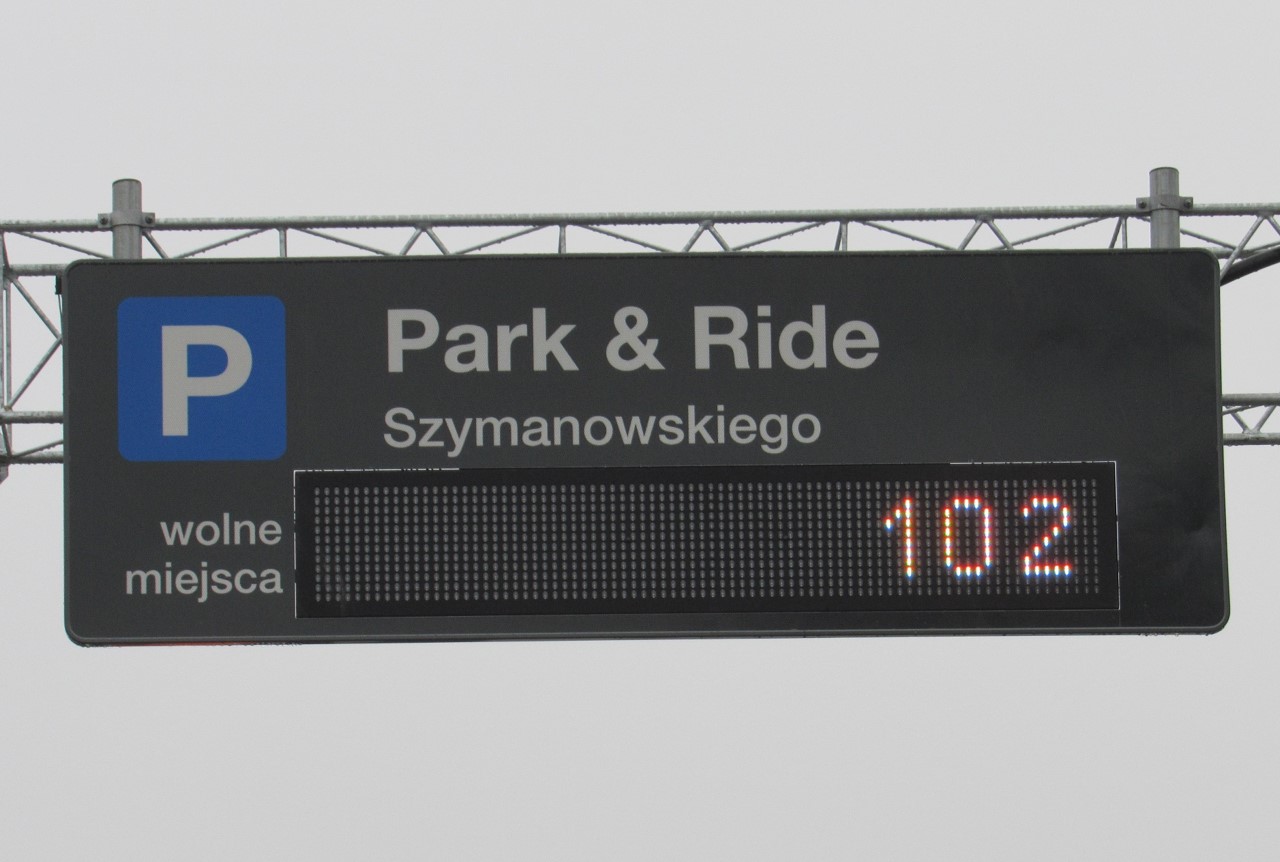 P
Park & Ride
Szymanowskiego
wolne
miejsca
102